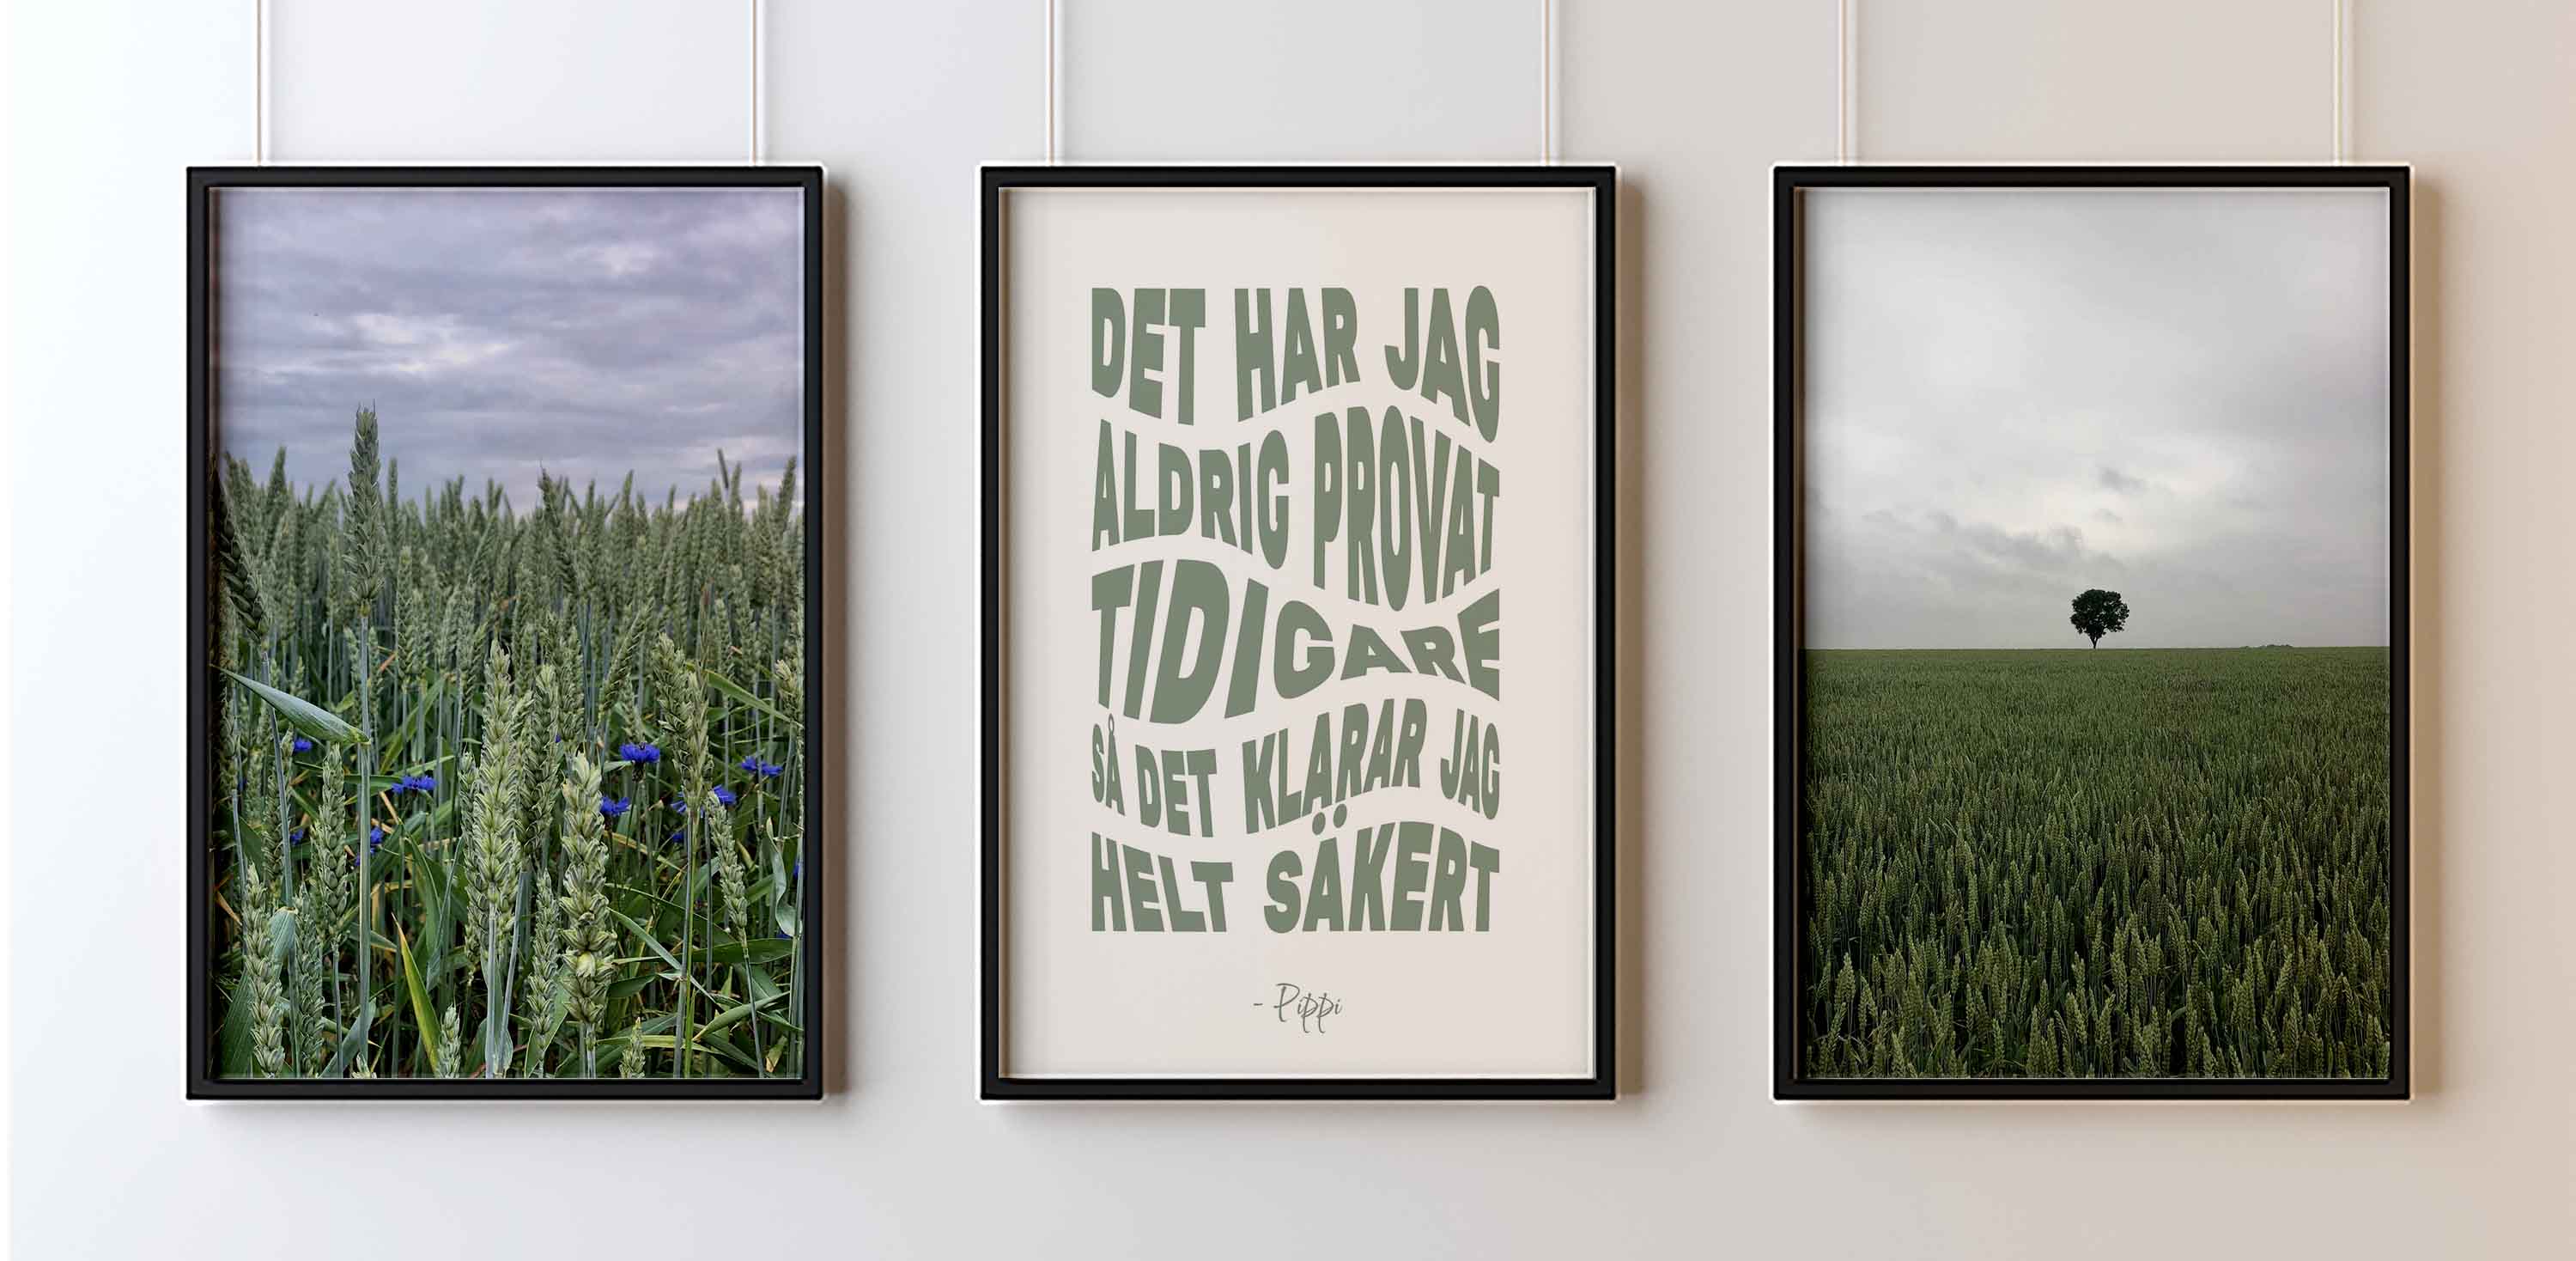 DET HAR JAG
ALDRIG PROVAT
TIDIGARE
SÅ DET KLARAR JAG
HELT SÄKERT
- Pippi